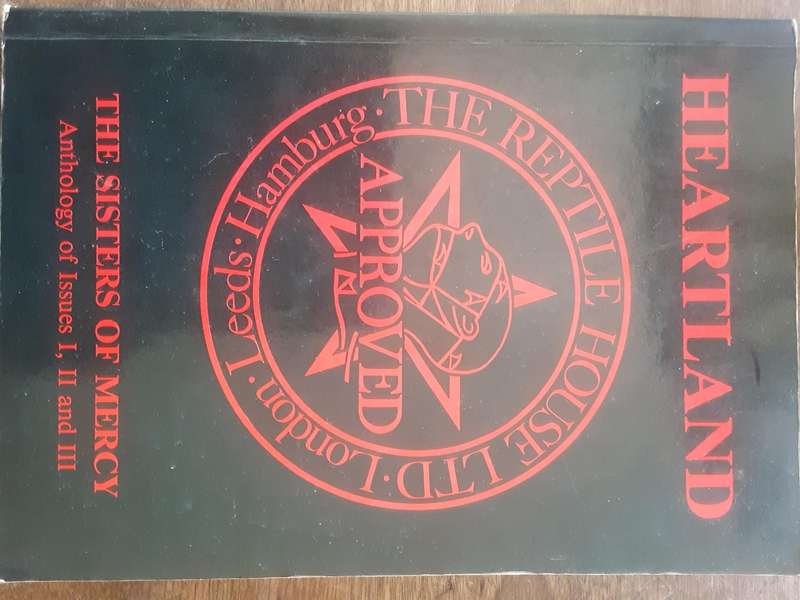 HEARTLAND
THE REPTILE HOUSE LTD · London · Leeds · Hamburg ·
APPROVED
THE SISTERS OF MERCY
Anthology of Issues I, II and III